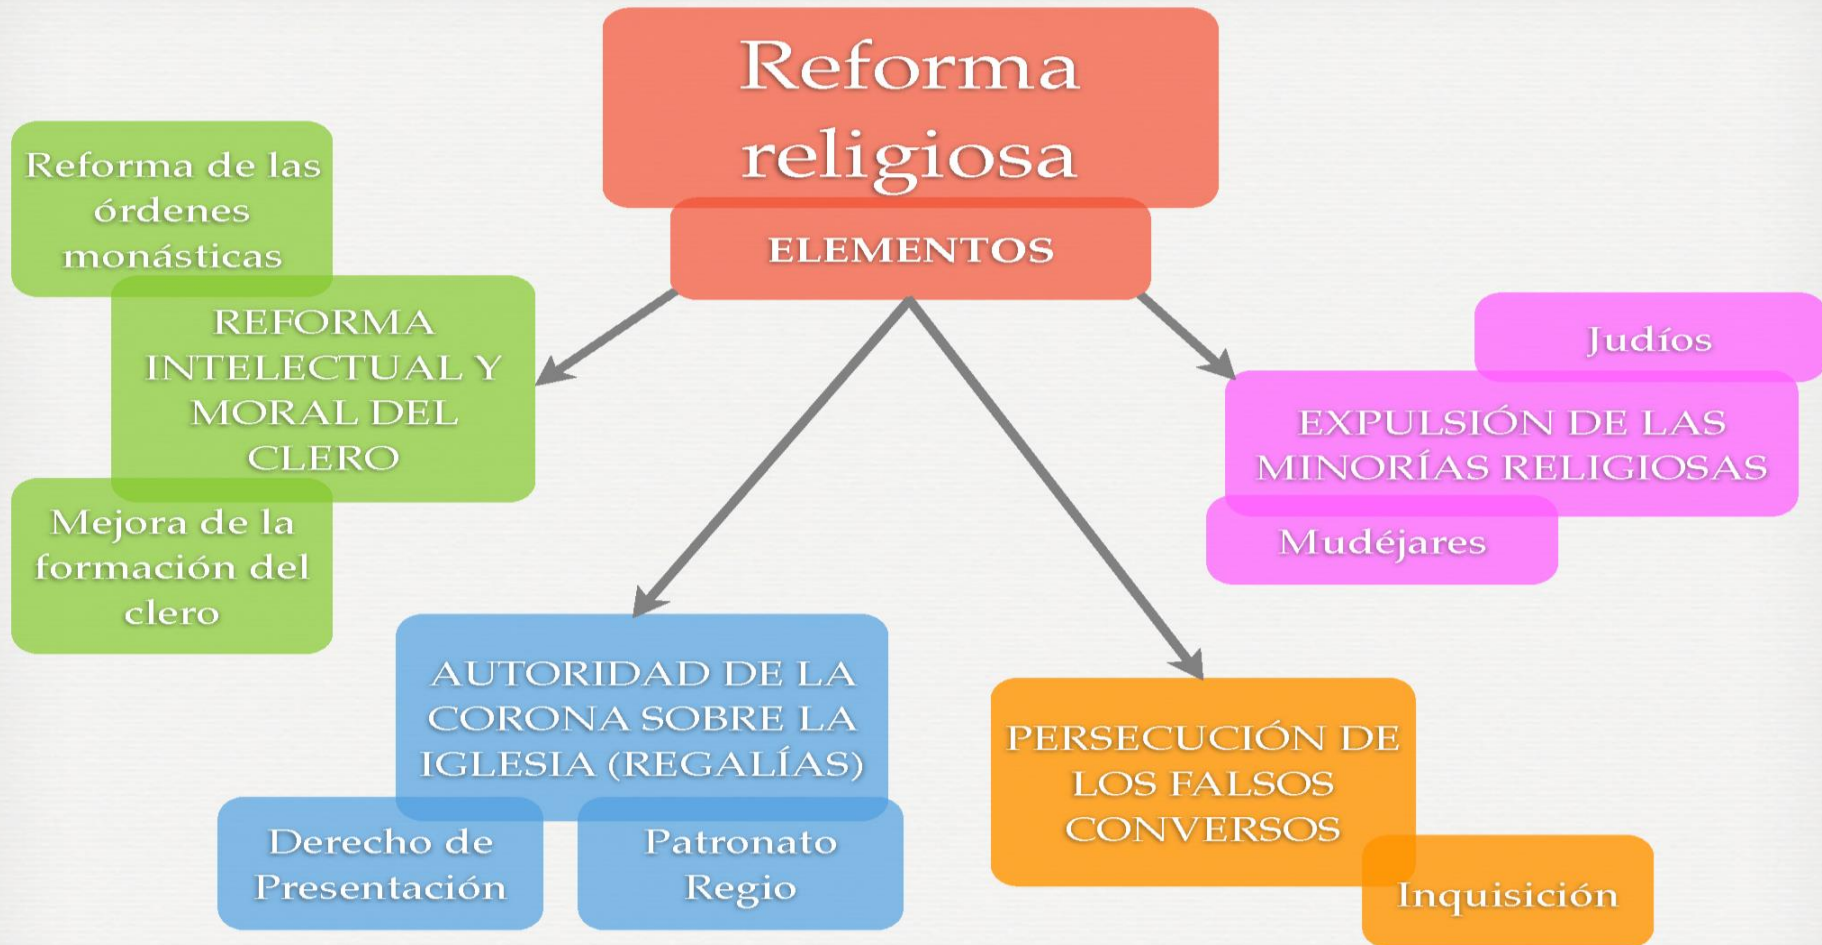 Reforma
religiosa
ELEMENTOS
Reforma de las
órdenes
monásticas
REFORMA
INTELECTUAL Y
MORAL DEL
CLERO
Mejora de la
formación del
clero
AUTORIDAD DE LA
CORONA SOBRE LA
IGLESIA (REGALÍAS)
Derecho de
Presentación
Patronato
Regio
PERSECUCIÓN DE
LOS FALSOS
CONVERSOS
Inquisición
Judíos
EXPULSIÓN DE LAS
MINORÍAS RELIGIOSAS
Mudéjares